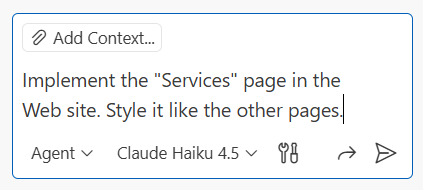 Add Context...
Implement the "Services" page in the
Web site. Style it like the other pages.
Agent Claude Haiku 4.5